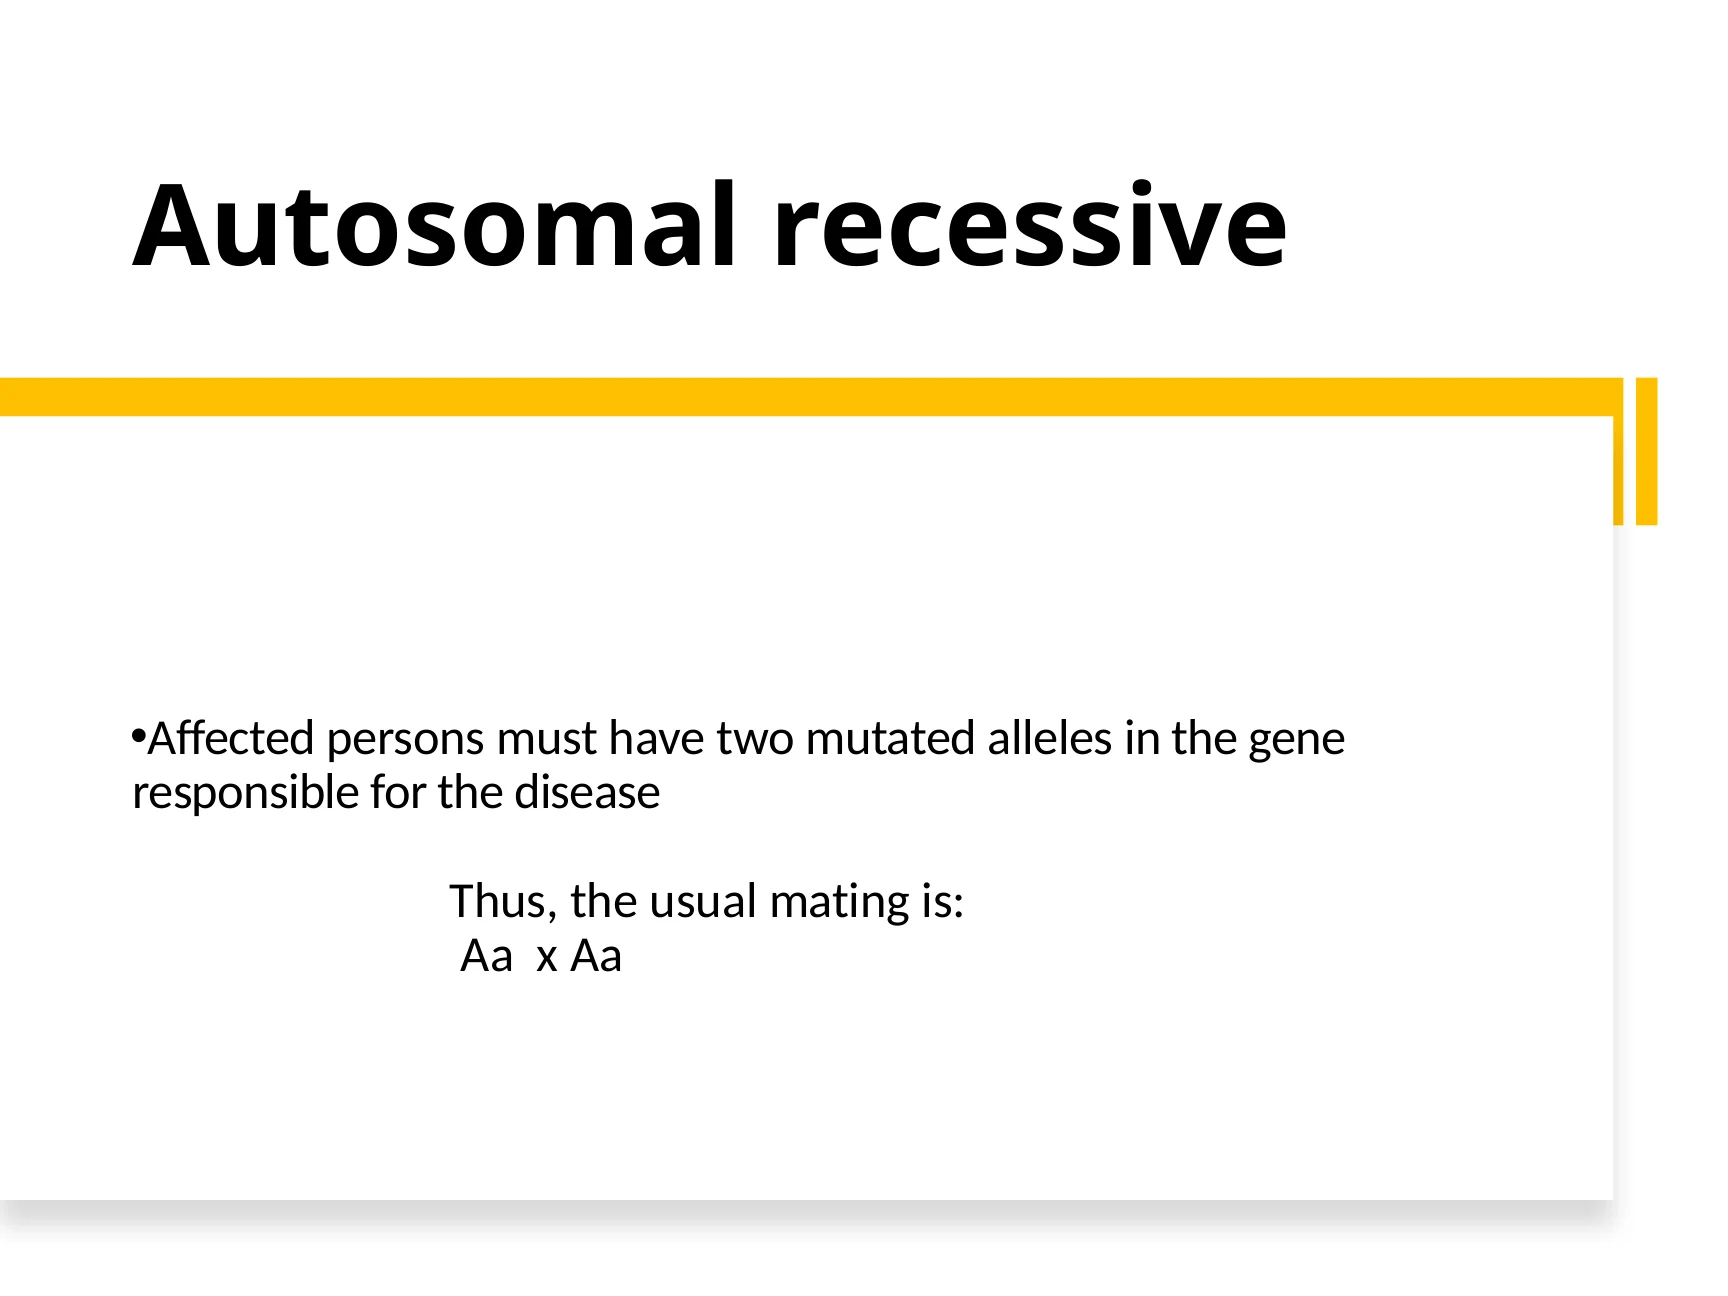 Autosomal recessive
•Affected persons must have two mutated alleles in the gene
responsible for the disease
Thus, the usual mating is:
Aa x Aa